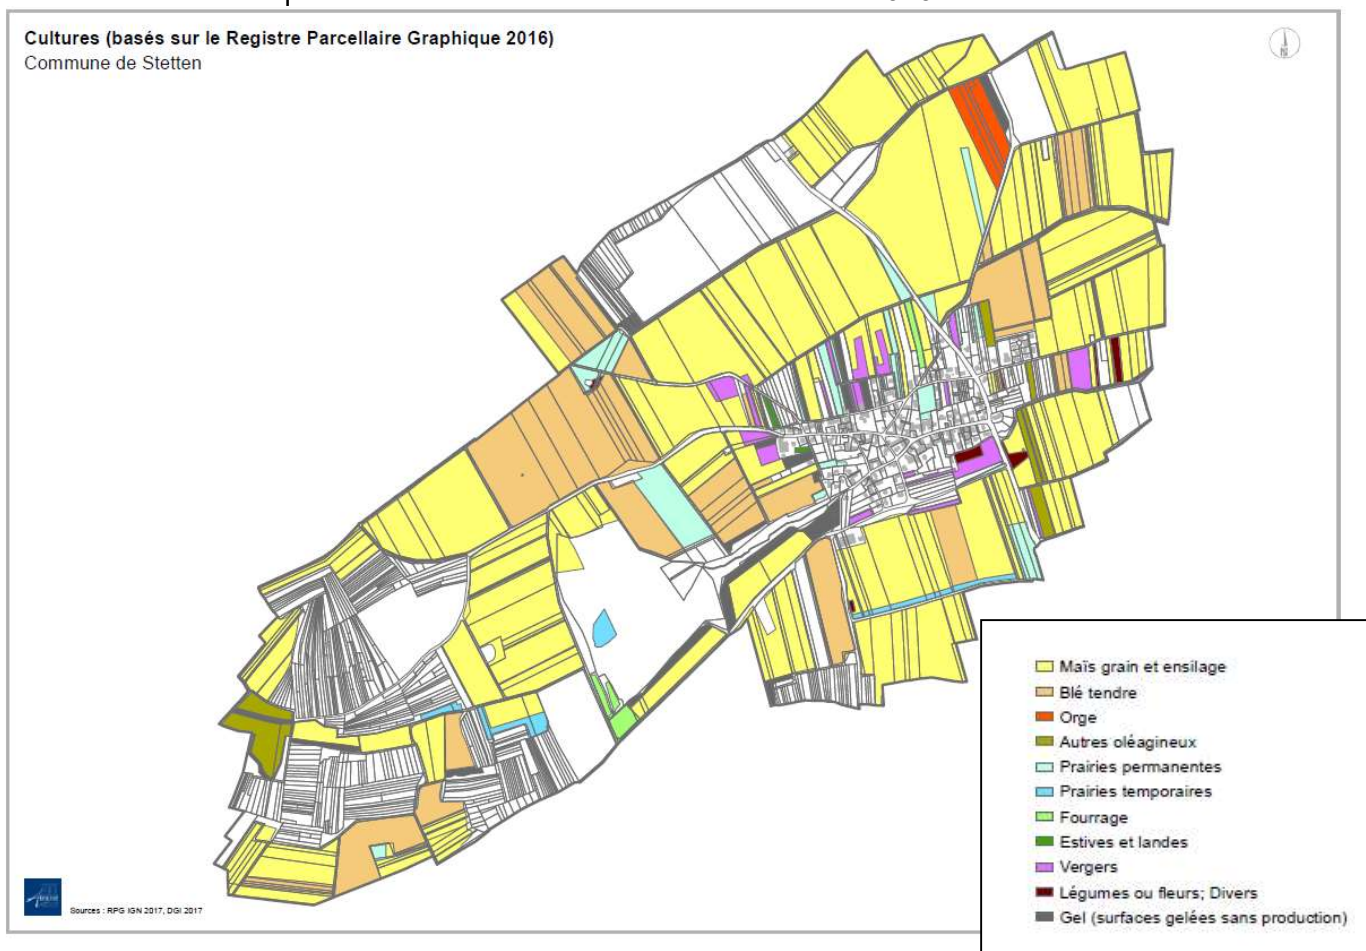 Cultures (basés sur le Registre Parcellaire Graphique 2016)
Commune de Stetten
N
Maïs grain et ensilage
Blé tendre
Orge
Autres oléagineux
Prairies permanentes
Prairies temporaires
Fourrage
Estives et landes
Vergers
Légumes ou fleurs; Divers
Gel (surfaces gelées sans production)
Sources : RPG IGN 2017, DGI 2017